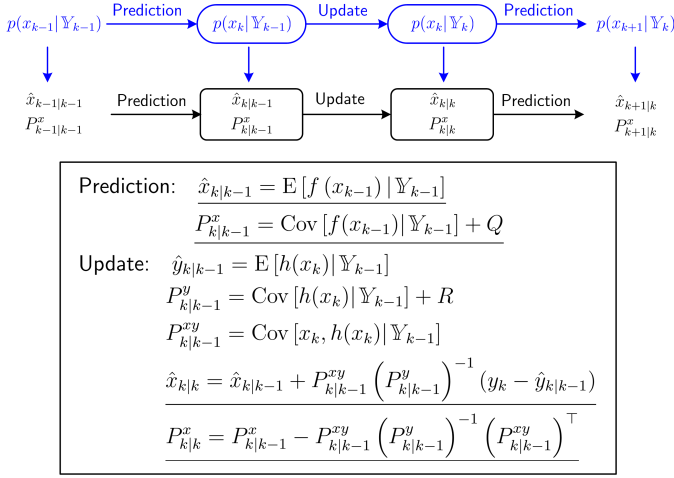 p(x_{k−1}| 𝕐_{k−1}) Prediction p(x_k| 𝕐_{k−1}) Update p(x_k| 𝕐_k) Prediction p(x_{k+1}| 𝕐_k)
x̂_{k−1|k−1} x̂_{k|k−1} x̂_{k|k} x̂_{k+1|k}
Prediction Update Prediction
P^x_{k−1|k−1} P^x_{k|k−1} P^x_{k|k} P^x_{k+1|k}
Prediction: x̂_{k|k−1} = E [f (x_{k−1}) | 𝕐_{k−1}]
P^x_{k|k−1} = Cov [f(x_{k−1})| 𝕐_{k−1}] + Q
Update: ŷ_{k|k−1} = E [h(x_k)| 𝕐_{k−1}]
P^y_{k|k−1} = Cov [h(x_k)| 𝕐_{k−1}] + R
P^{xy}_{k|k−1} = Cov [x_k, h(x_k)| 𝕐_{k−1}]
x̂_{k|k} = x̂_{k|k−1} + P^{xy}_{k|k−1} (P^y_{k|k−1})^{−1} (y_k − ŷ_{k|k−1})
P^x_{k|k} = P^x_{k|k−1} − P^{xy}_{k|k−1} (P^y_{k|k−1})^{−1} (P^{xy}_{k|k−1})^⊤